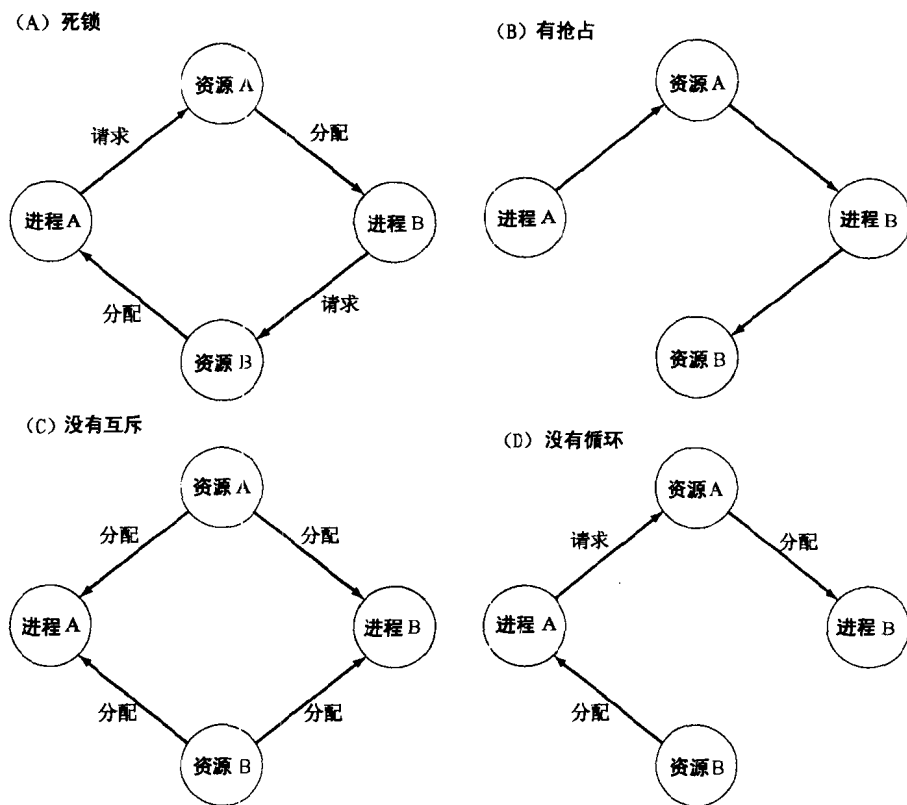 (A) 死锁
资源 A
请求
分配
进程 A
进程 B
分配
请求
资源 B
(B) 有抢占
资源 A
进程 A
进程 B
资源 B
(C) 没有互斥
资源 A
分配
分配
进程 A
进程 B
分配
分配
资源 B
(D) 没有循环
资源 A
请求
分配
进程 A
进程 B
分配
资源 B